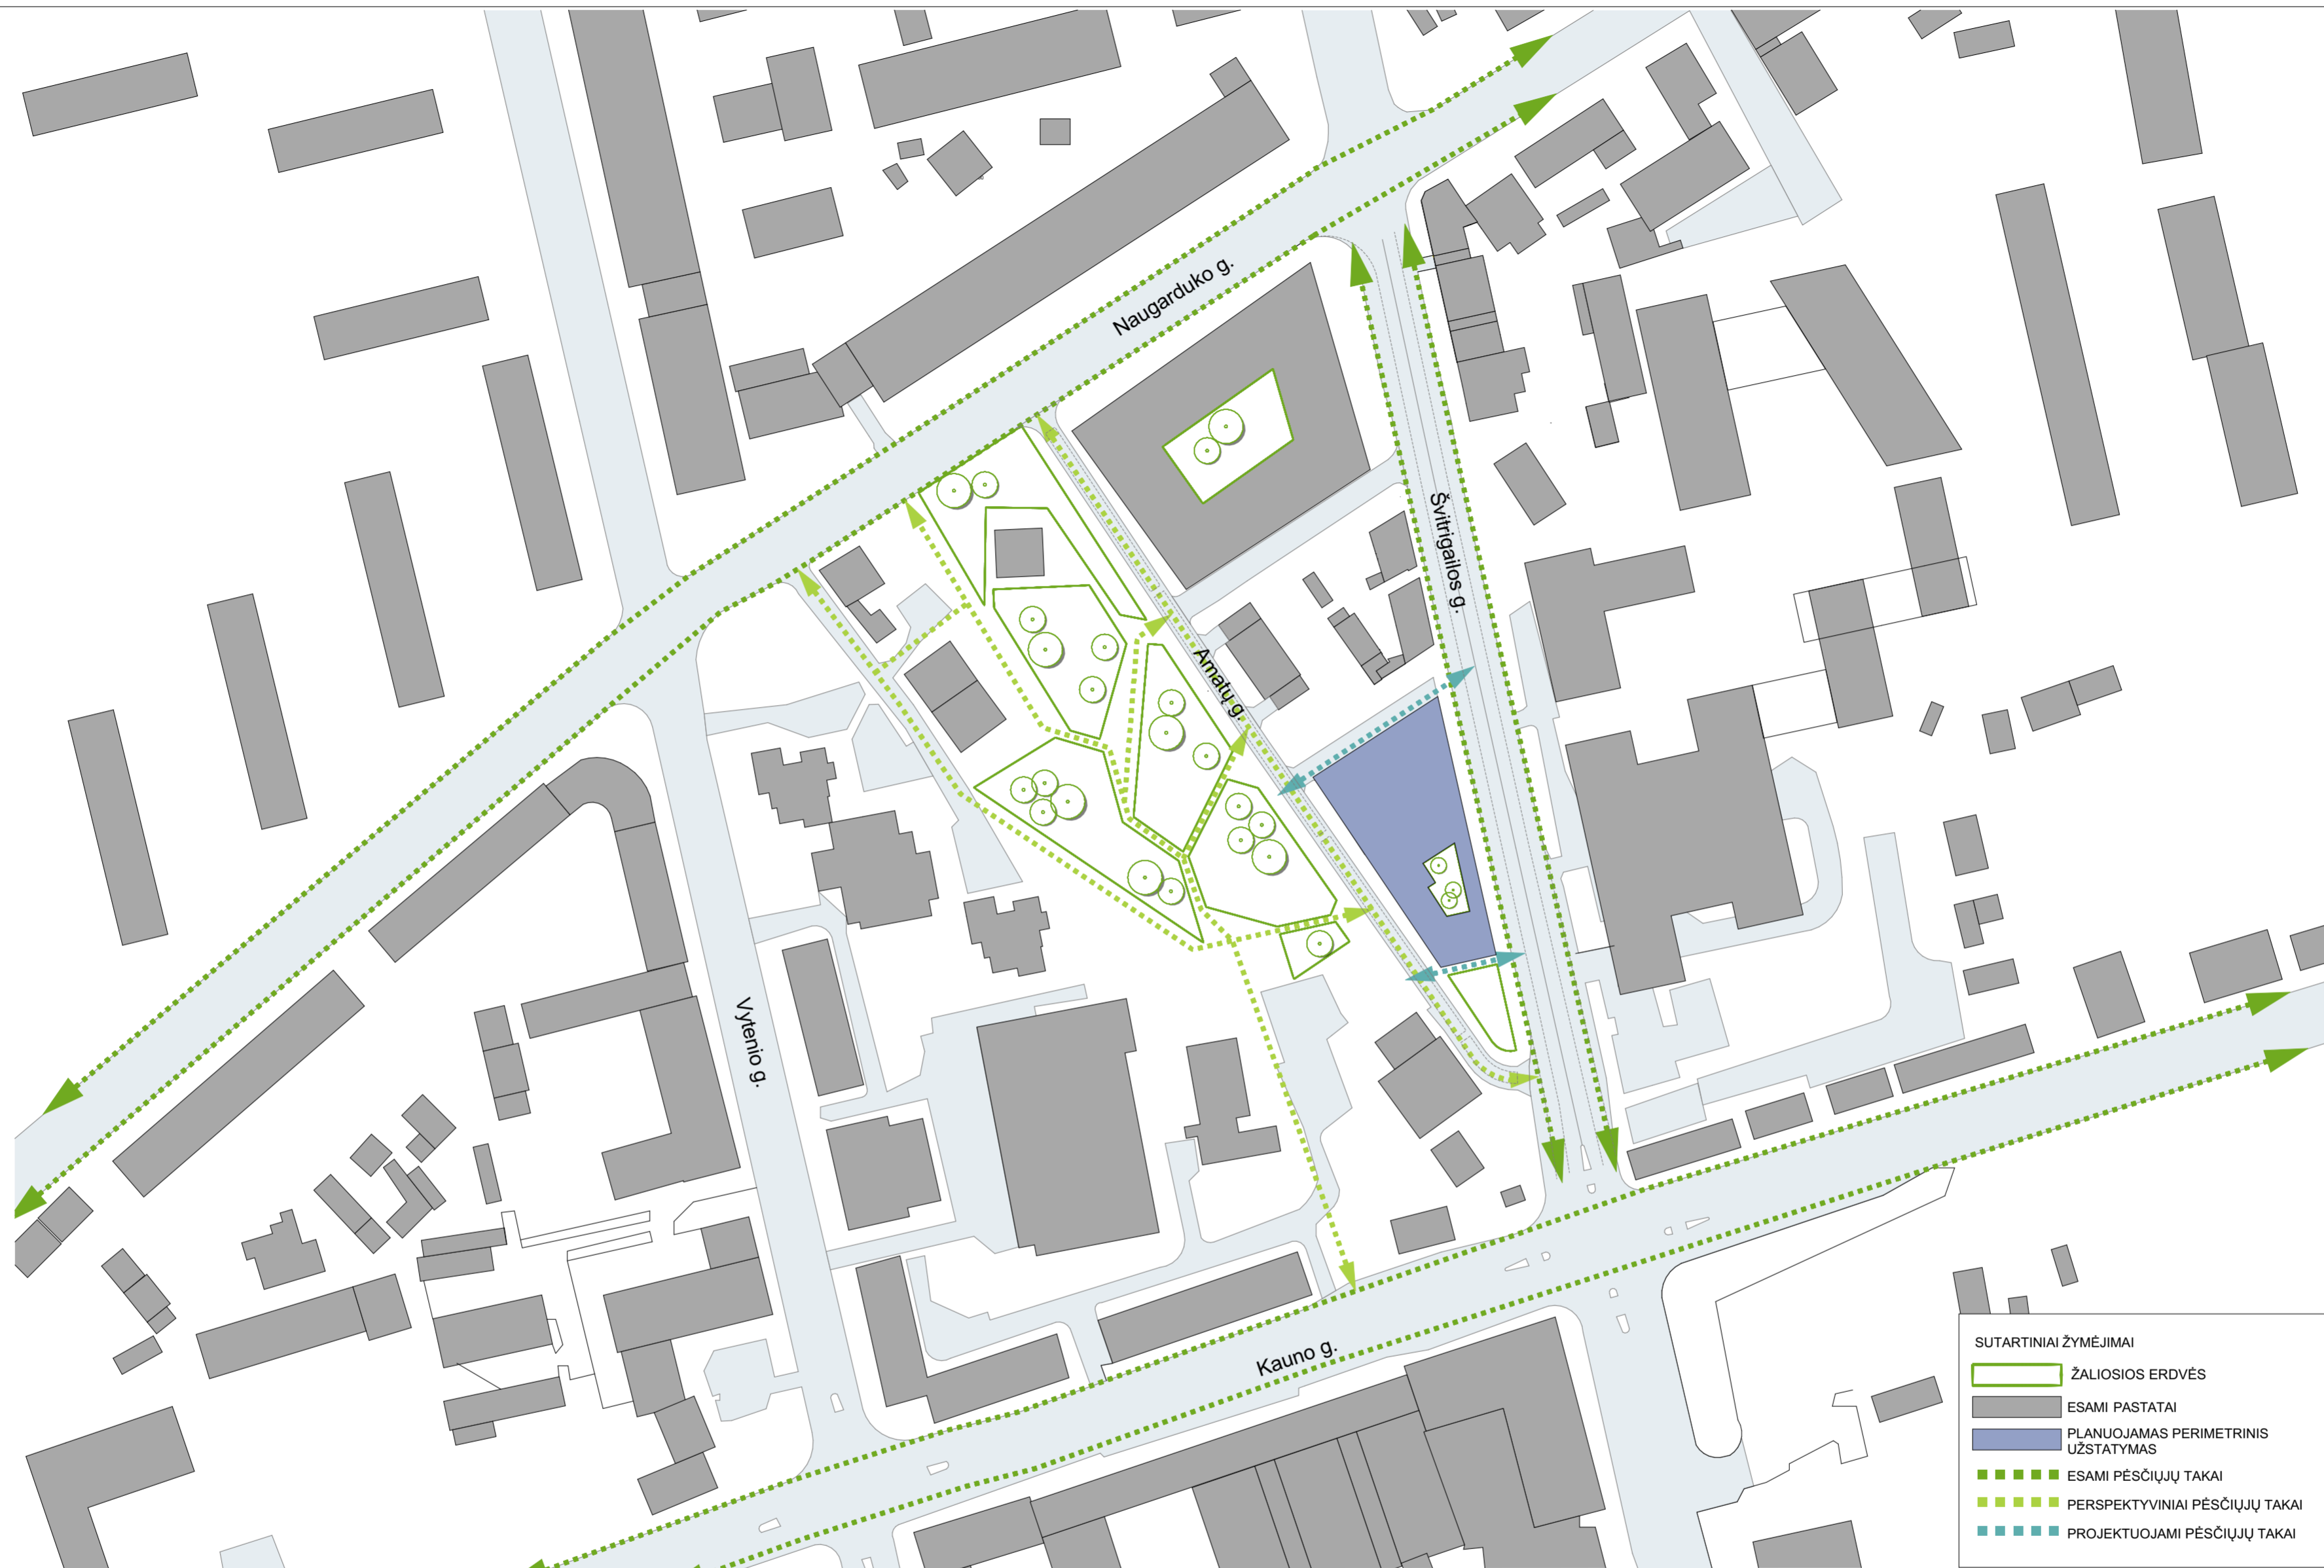 Naugarduko g.
Švitrigailos g.
Amatų g.
Vytenio g.
Kauno g.
SUTARTINIAI ŽYMĖJIMAI
ŽALIOSIOS ERDVĖS
ESAMI PASTATAI
PLANUOJAMAS PERIMETRINIS
UŽSTATYMAS
ESAMI PĖSČIŲJŲ TAKAI
PERSPEKTYVINIAI PĖSČIŲJŲ TAKAI
PROJEKTUOJAMI PĖSČIŲJŲ TAKAI